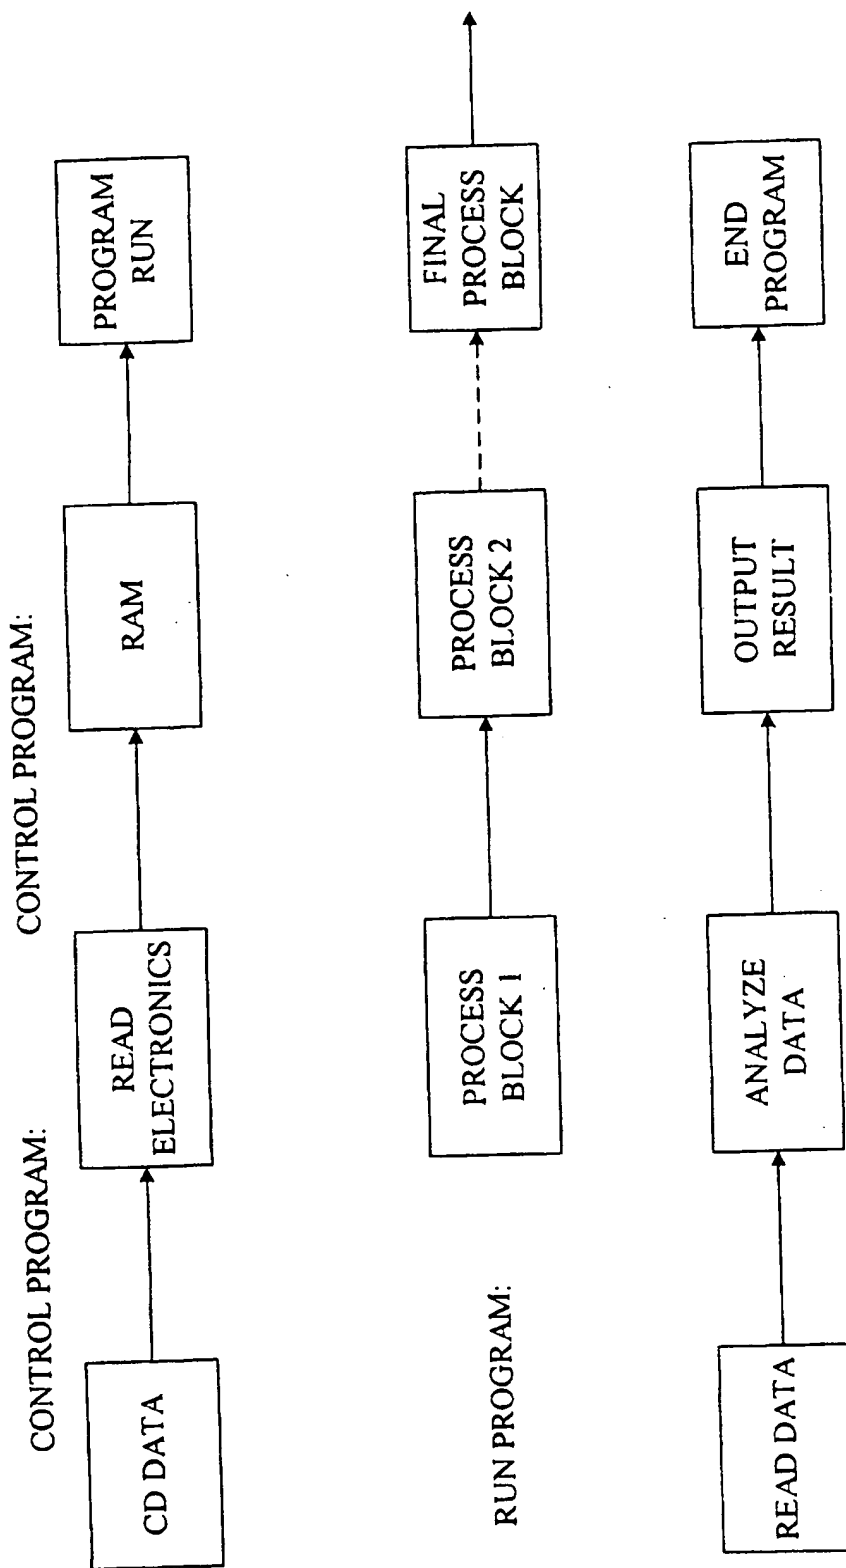 CONTROL PROGRAM:
CONTROL PROGRAM:
CD DATA
READ
ELECTRONICS
RAM
PROGRAM
RUN
RUN PROGRAM:
PROCESS
BLOCK 1
PROCESS
BLOCK 2
FINAL
PROCESS
BLOCK
READ DATA
ANALYZE
DATA
OUTPUT
RESULT
END
PROGRAM